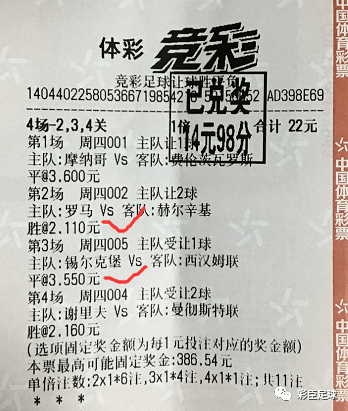 体彩 竞彩
竞彩足球让球胜平负
已兑奖
14元98分
AD398E69
4场-2,3,4关 1倍 合计 22元
第1场 周四001 主队让1球
主队:摩纳哥 Vs 客队:费伦茨瓦罗斯
平@3.600元
第2场 周四002 主队让2球
主队:罗马 Vs 客队:赫尔辛基
胜@2.110元
第3场 周四005 主队受让1球
主队:锡尔克堡 Vs 客队:西汉姆联
平@3.550元
第4场 周四004 主队受让2球
主队:谢里夫 Vs 客队:曼彻斯特联
胜@2.160元
(选项固定奖金额为每1元投注对应的奖金额)
本票最高可能固定奖金:386.54元
单倍注数:2x1*6注,3x1*4注,4x1*1注;共11注
* * *
中国体育彩票
中国体育彩票
彩臣足球